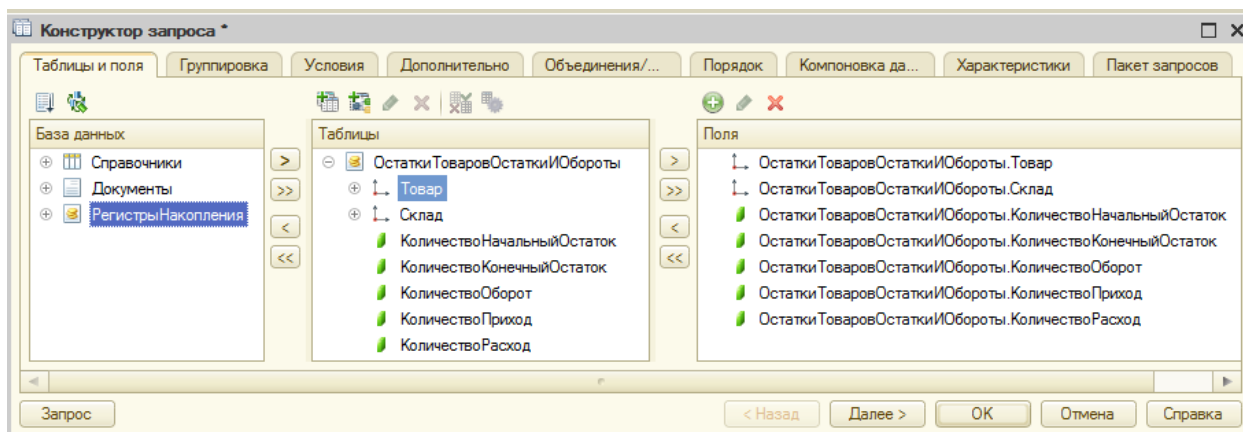 Конструктор запроса *
Таблицы и поля Группировка Условия Дополнительно Объединения/... Порядок Компоновка да... Характеристики Пакет запросов
База данных
Справочники
Документы
РегистрыНакопления
> >> < <<
Таблицы
ОстаткиТоваровОстаткиИОбороты
Товар
Склад
КоличествоНачальныйОстаток
КоличествоКонечныйОстаток
КоличествоОборот
КоличествоПриход
КоличествоРасход
> >> < <<
Поля
ОстаткиТоваровОстаткиИОбороты.Товар
ОстаткиТоваровОстаткиИОбороты.Склад
ОстаткиТоваровОстаткиИОбороты.КоличествоНачальныйОстаток
ОстаткиТоваровОстаткиИОбороты.КоличествоКонечныйОстаток
ОстаткиТоваровОстаткиИОбороты.КоличествоОборот
ОстаткиТоваровОстаткиИОбороты.КоличествоПриход
ОстаткиТоваровОстаткиИОбороты.КоличествоРасход
Запрос < Назад Далее > OK Отмена Справка